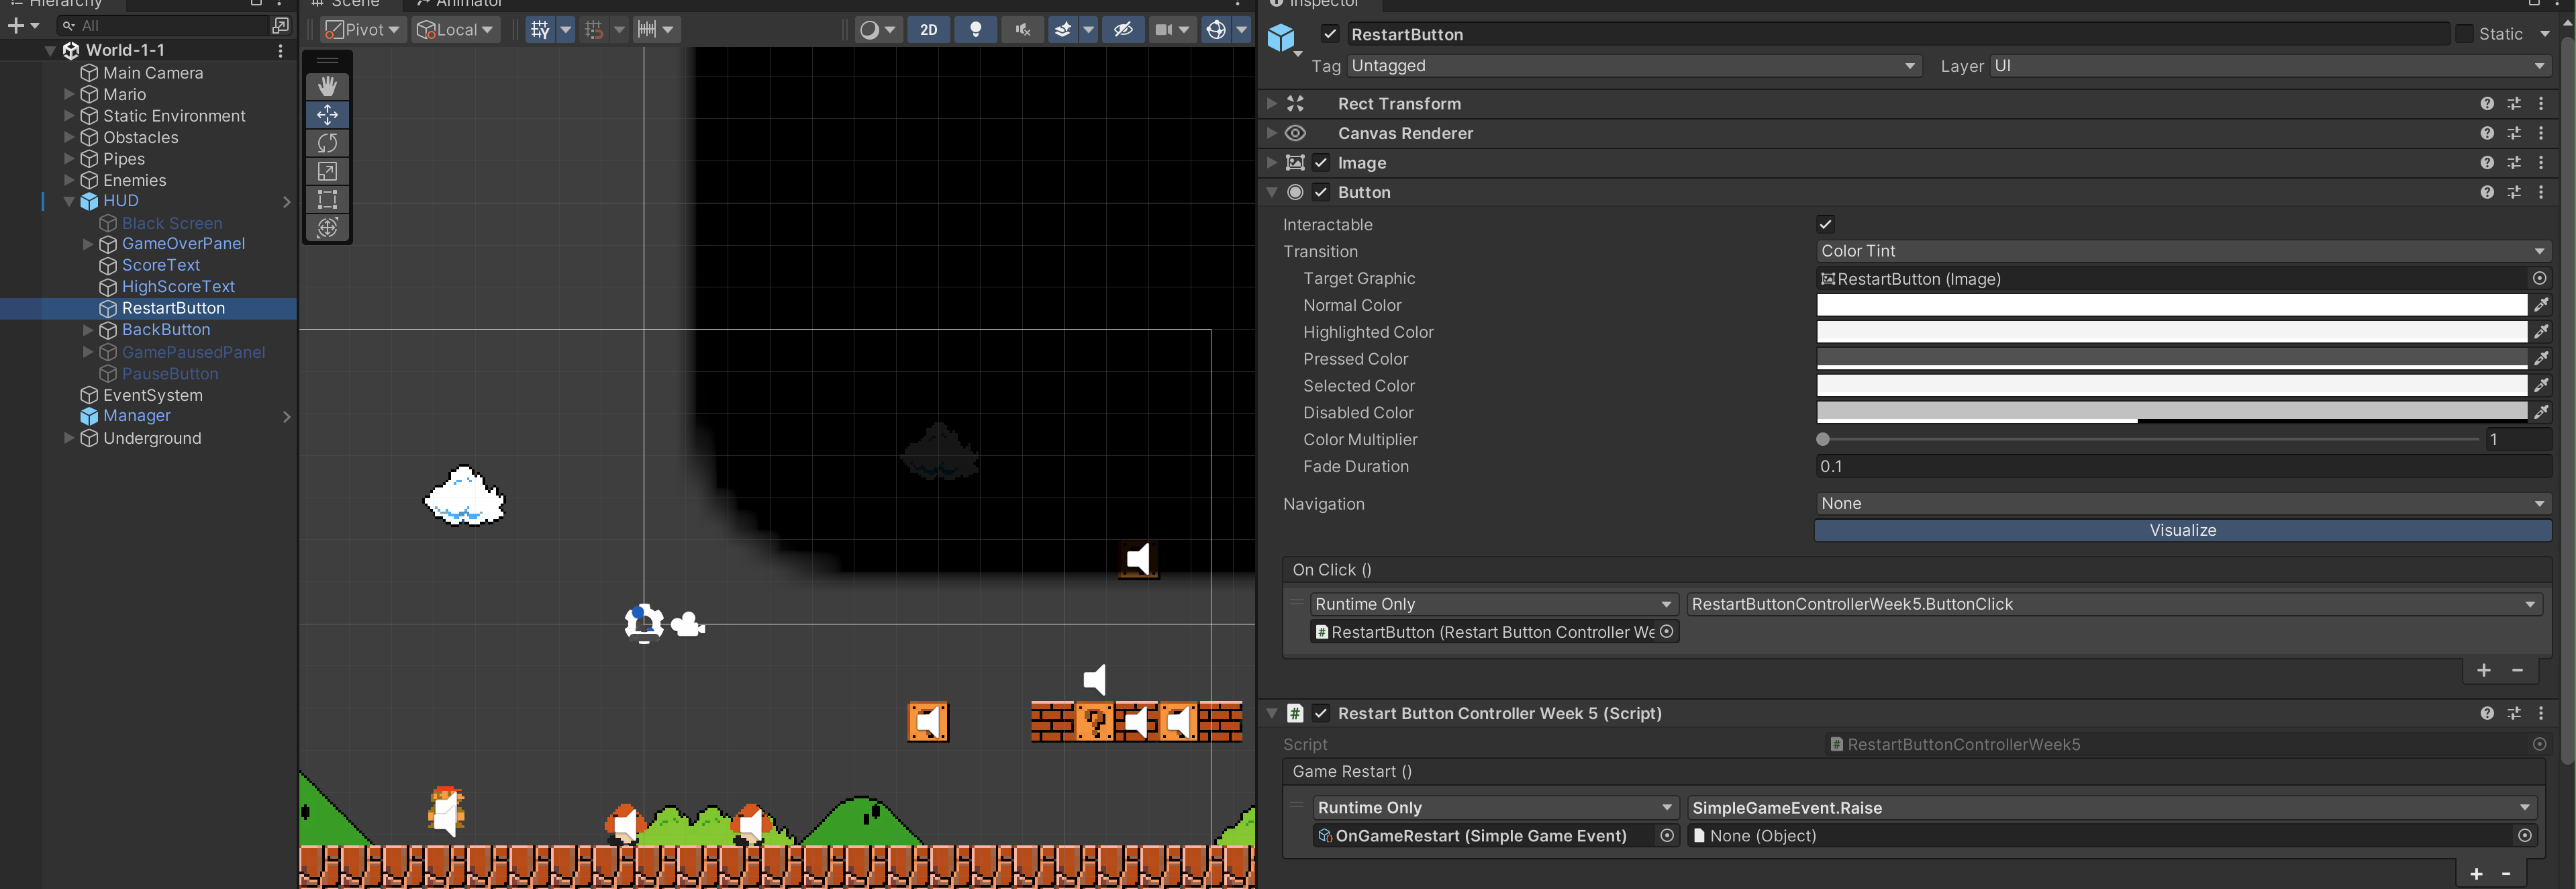 Hierarchy
All
World-1-1
Main Camera
Mario
Static Environment
Obstacles
Pipes
Enemies
HUD
Black Screen
GameOverPanel
ScoreText
HighScoreText
RestartButton
BackButton
GamePausedPanel
PauseButton
EventSystem
Manager
Underground
Scene
Animator
Pivot
Local
2D
Inspector
RestartButton
Static
Tag
Untagged
Layer
UI
Rect Transform
Canvas Renderer
Image
Button
Interactable
Transition
Color Tint
Target Graphic
RestartButton (Image)
Normal Color
Highlighted Color
Pressed Color
Selected Color
Disabled Color
Color Multiplier
1
Fade Duration
0.1
Navigation
None
Visualize
On Click ()
Runtime Only
RestartButtonControllerWeek5.ButtonClick
RestartButton (Restart Button Controller We
Restart Button Controller Week 5 (Script)
Script
RestartButtonControllerWeek5
Game Restart ()
Runtime Only
SimpleGameEvent.Raise
OnGameRestart (Simple Game Event)
None (Object)